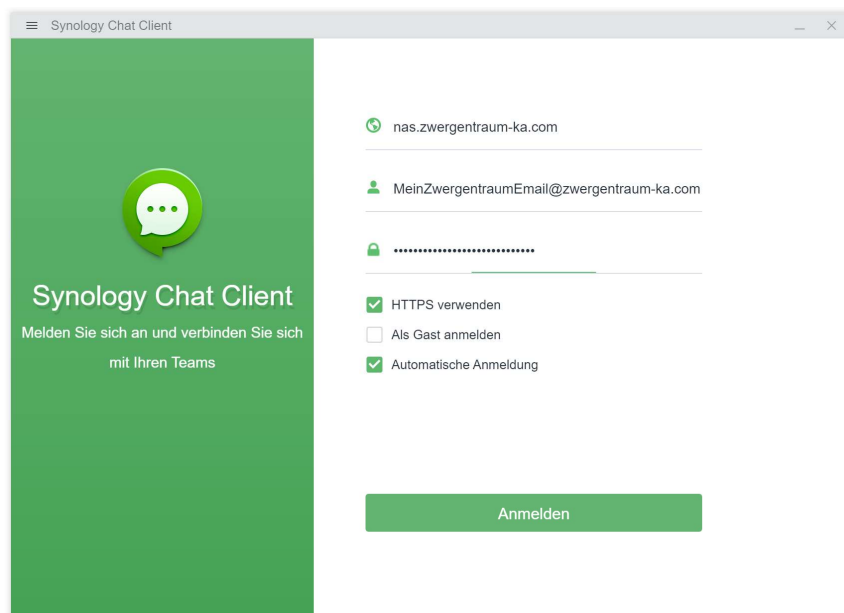 Synology Chat Client
nas.zwergentraum-ka.com
MeinZwergentraumEmail@zwergentraum-ka.com
•••••••••••••••••••••••••••••
Synology Chat Client
Melden Sie sich an und verbinden Sie sich
mit Ihren Teams
HTTPS verwenden
Als Gast anmelden
Automatische Anmeldung
Anmelden